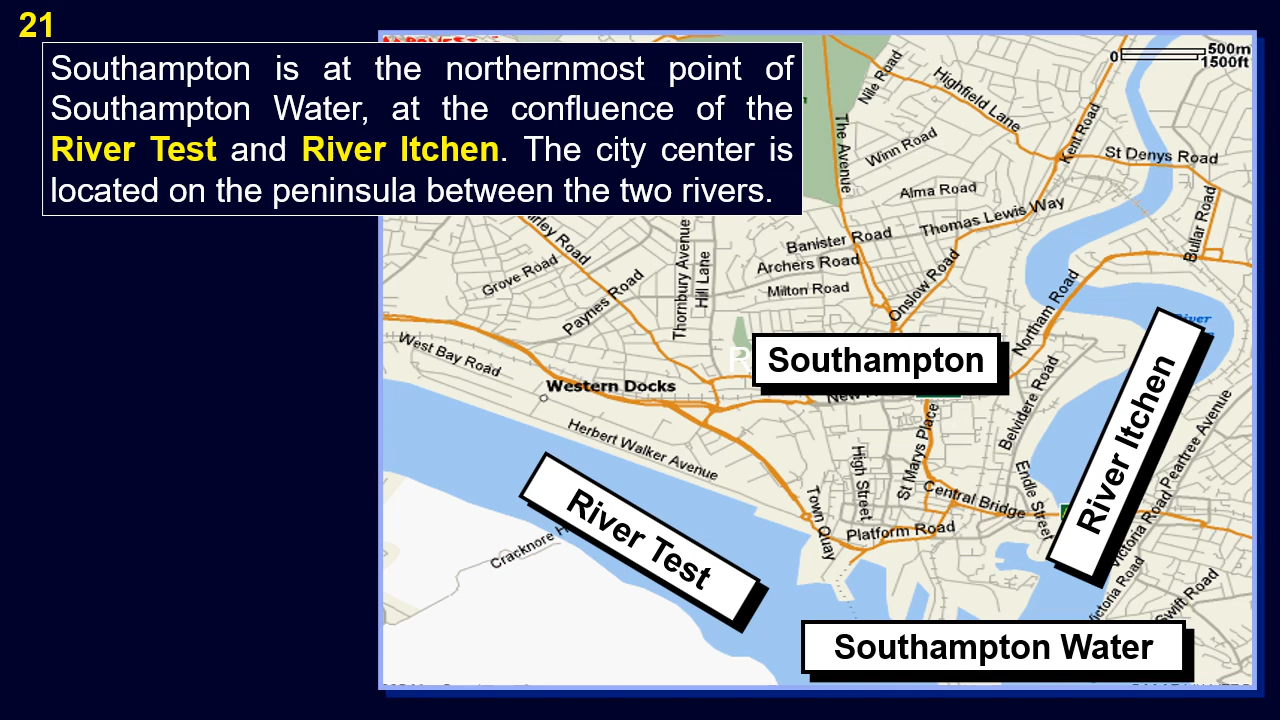 21
Southampton is at the northernmost point of
Southampton Water, at the confluence of the
River Test and River Itchen. The city center is
located on the peninsula between the two rivers.
0 500m
1500ft
Nile Road
Highfield Lane
Kent Road
The Avenue
Winn Road
St Denys Road
Alma Road
Thomas Lewis Way
Bullar Road
Banister Road
Archers Road
Milton Road
Onslow Road
Grove Road
Paynes Road
Thornbury Avenue
Hill Lane
Northam Road
West Bay Road
Western Docks
Southampton
River
River Itchen
Belvidere Road
Peartree Avenue
Herbert Walker Avenue
High Street
St Marys Place
Central Bridge
Endle Street
Victoria Road
Town Quay
Platform Road
River Test
Cracknore
Victoria Road
Swift Road
Southampton Water